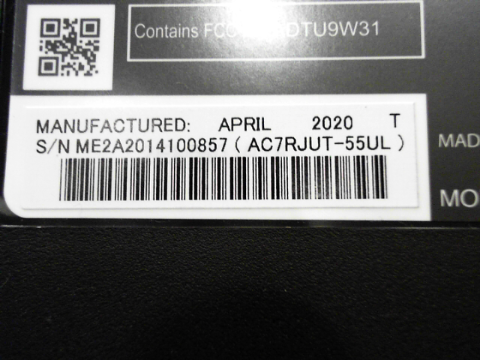 Contains FCC DTU9W31
MANUFACTURED: APRIL 2020 T
S/N ME2A2014100857 ( AC7RJUT-55UL )
MAD
MO